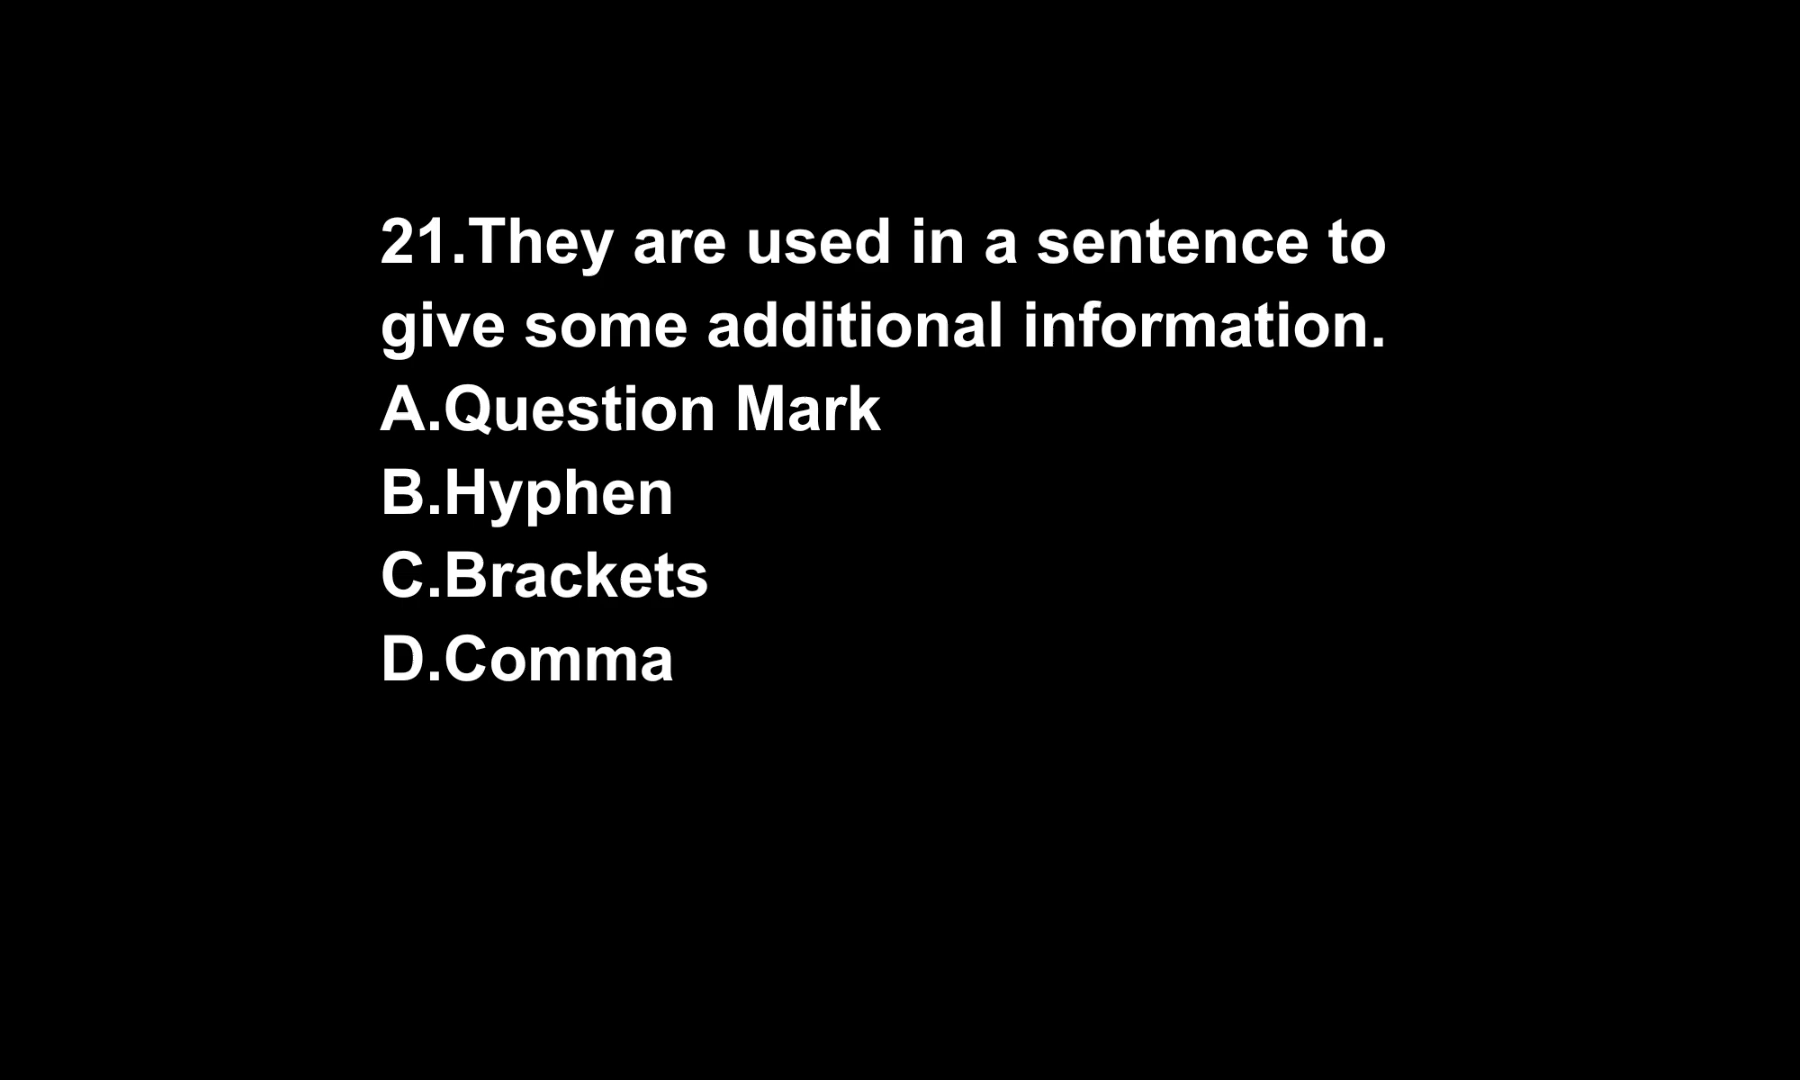 21.They are used in a sentence to
give some additional information.
A.Question Mark
B.Hyphen
C.Brackets
D.Comma